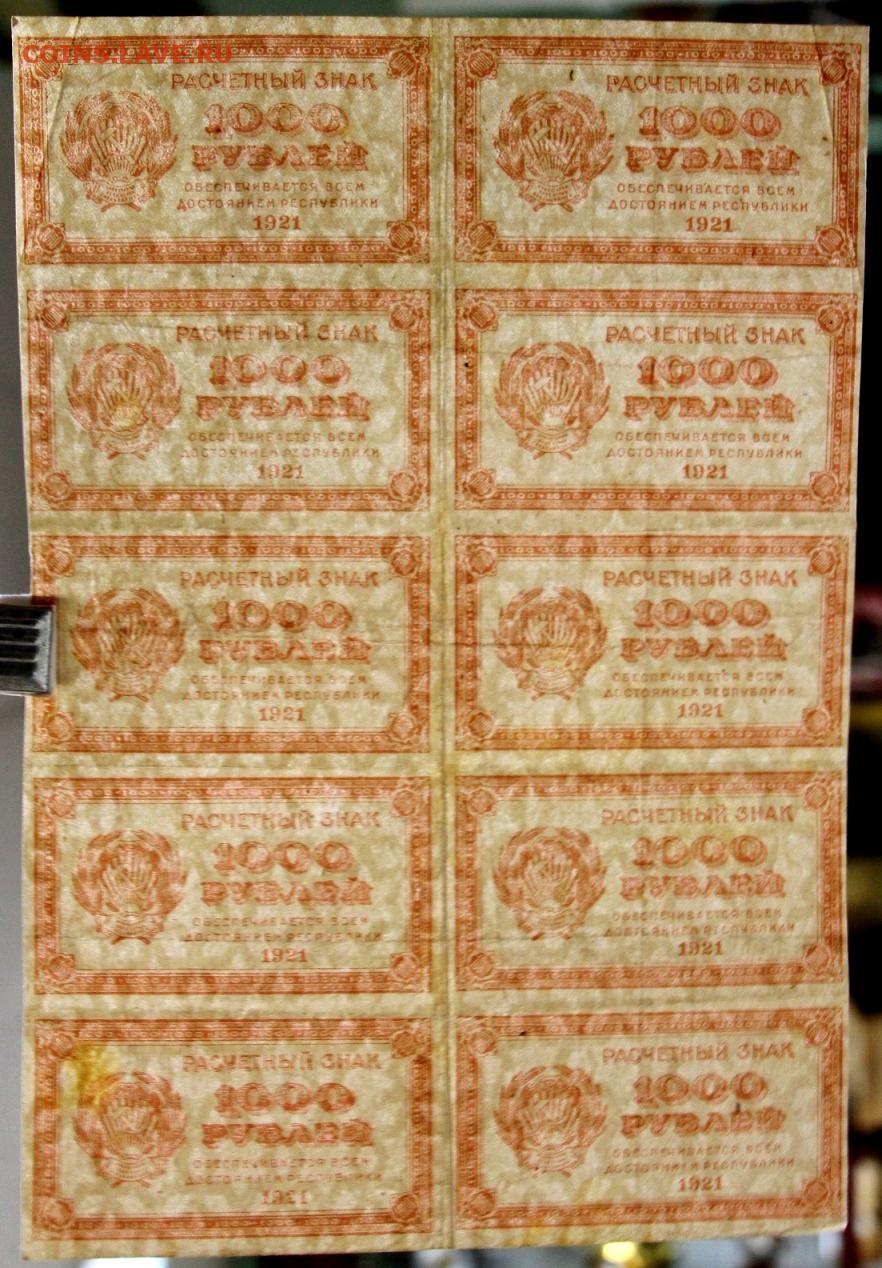 COINS.LAVE.RU
РАСЧЕТНЫЙ ЗНАК
1000
РУБЛЕЙ
ОБЕСПЕЧИВАЕТСЯ ВСЕМ
ДОСТОЯНИЕМ РЕСПУБЛИКИ
1921
РАСЧЕТНЫЙ ЗНАК
1000
РУБЛЕЙ
ОБЕСПЕЧИВАЕТСЯ ВСЕМ
ДОСТОЯНИЕМ РЕСПУБЛИКИ
1921
РАСЧЕТНЫЙ ЗНАК
1000
РУБЛЕЙ
ОБЕСПЕЧИВАЕТСЯ ВСЕМ
ДОСТОЯНИЕМ РЕСПУБЛИКИ
1921
РАСЧЕТНЫЙ ЗНАК
1000
РУБЛЕЙ
ОБЕСПЕЧИВАЕТСЯ ВСЕМ
ДОСТОЯНИЕМ РЕСПУБЛИКИ
1921
РАСЧЕТНЫЙ ЗНАК
1000
РУБЛЕЙ
ОБЕСПЕЧИВАЕТСЯ ВСЕМ
ДОСТОЯНИЕМ РЕСПУБЛИКИ
1921
РАСЧЕТНЫЙ ЗНАК
1000
РУБЛЕЙ
ОБЕСПЕЧИВАЕТСЯ ВСЕМ
ДОСТОЯНИЕМ РЕСПУБЛИКИ
1921
РАСЧЕТНЫЙ ЗНАК
1000
РУБЛЕЙ
ОБЕСПЕЧИВАЕТСЯ ВСЕМ
ДОСТОЯНИЕМ РЕСПУБЛИКИ
1921
РАСЧЕТНЫЙ ЗНАК
1000
РУБЛЕЙ
ОБЕСПЕЧИВАЕТСЯ ВСЕМ
ДОСТОЯНИЕМ РЕСПУБЛИКИ
1921
РАСЧЕТНЫЙ ЗНАК
1000
РУБЛЕЙ
ОБЕСПЕЧИВАЕТСЯ ВСЕМ
ДОСТОЯНИЕМ РЕСПУБЛИКИ
1921
РАСЧЕТНЫЙ ЗНАК
1000
РУБЛЕЙ
ОБЕСПЕЧИВАЕТСЯ ВСЕМ
ДОСТОЯНИЕМ РЕСПУБЛИКИ
1921